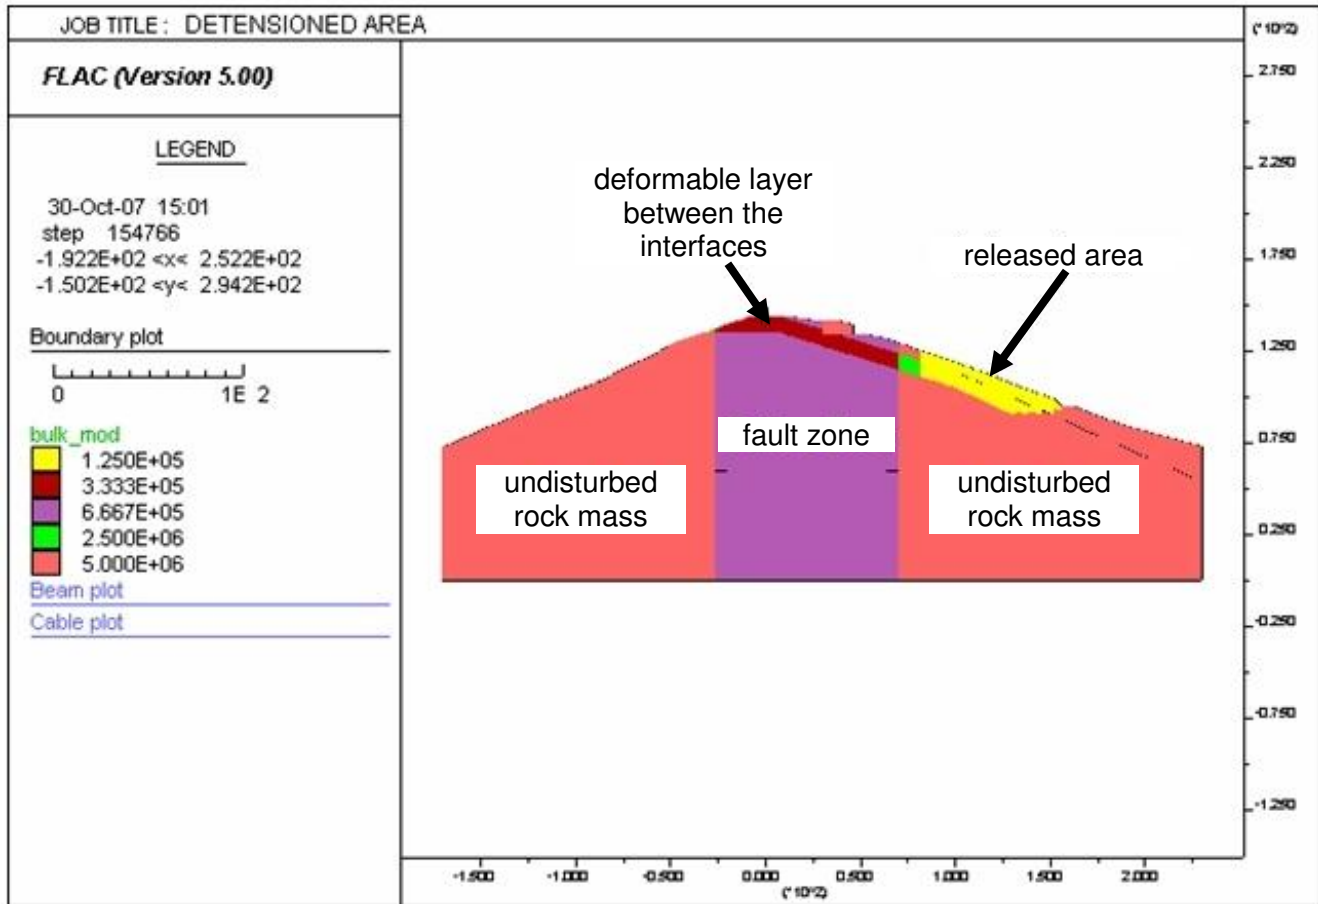 JOB TITLE : DETENSIONED AREA
FLAC (Version 5.00)
LEGEND
30-Oct-07 15:01
step 154766
-1.922E+02 <x< 2.522E+02
-1.502E+02 <y< 2.942E+02
Boundary plot
0 1E 2
bulk_mod
1.250E+05
3.333E+05
6.667E+05
2.500E+06
5.000E+06
Beam plot
Cable plot
deformable layer
between the
interfaces
released area
fault zone
undisturbed
rock mass
undisturbed
rock mass
(*10^2)
2.750
2.250
1.750
1.250
0.750
0.250
-0.250
-0.750
-1.250
-1.500 -1.000 -0.500 0.000 0.500 1.000 1.500 2.000
(*10^2)